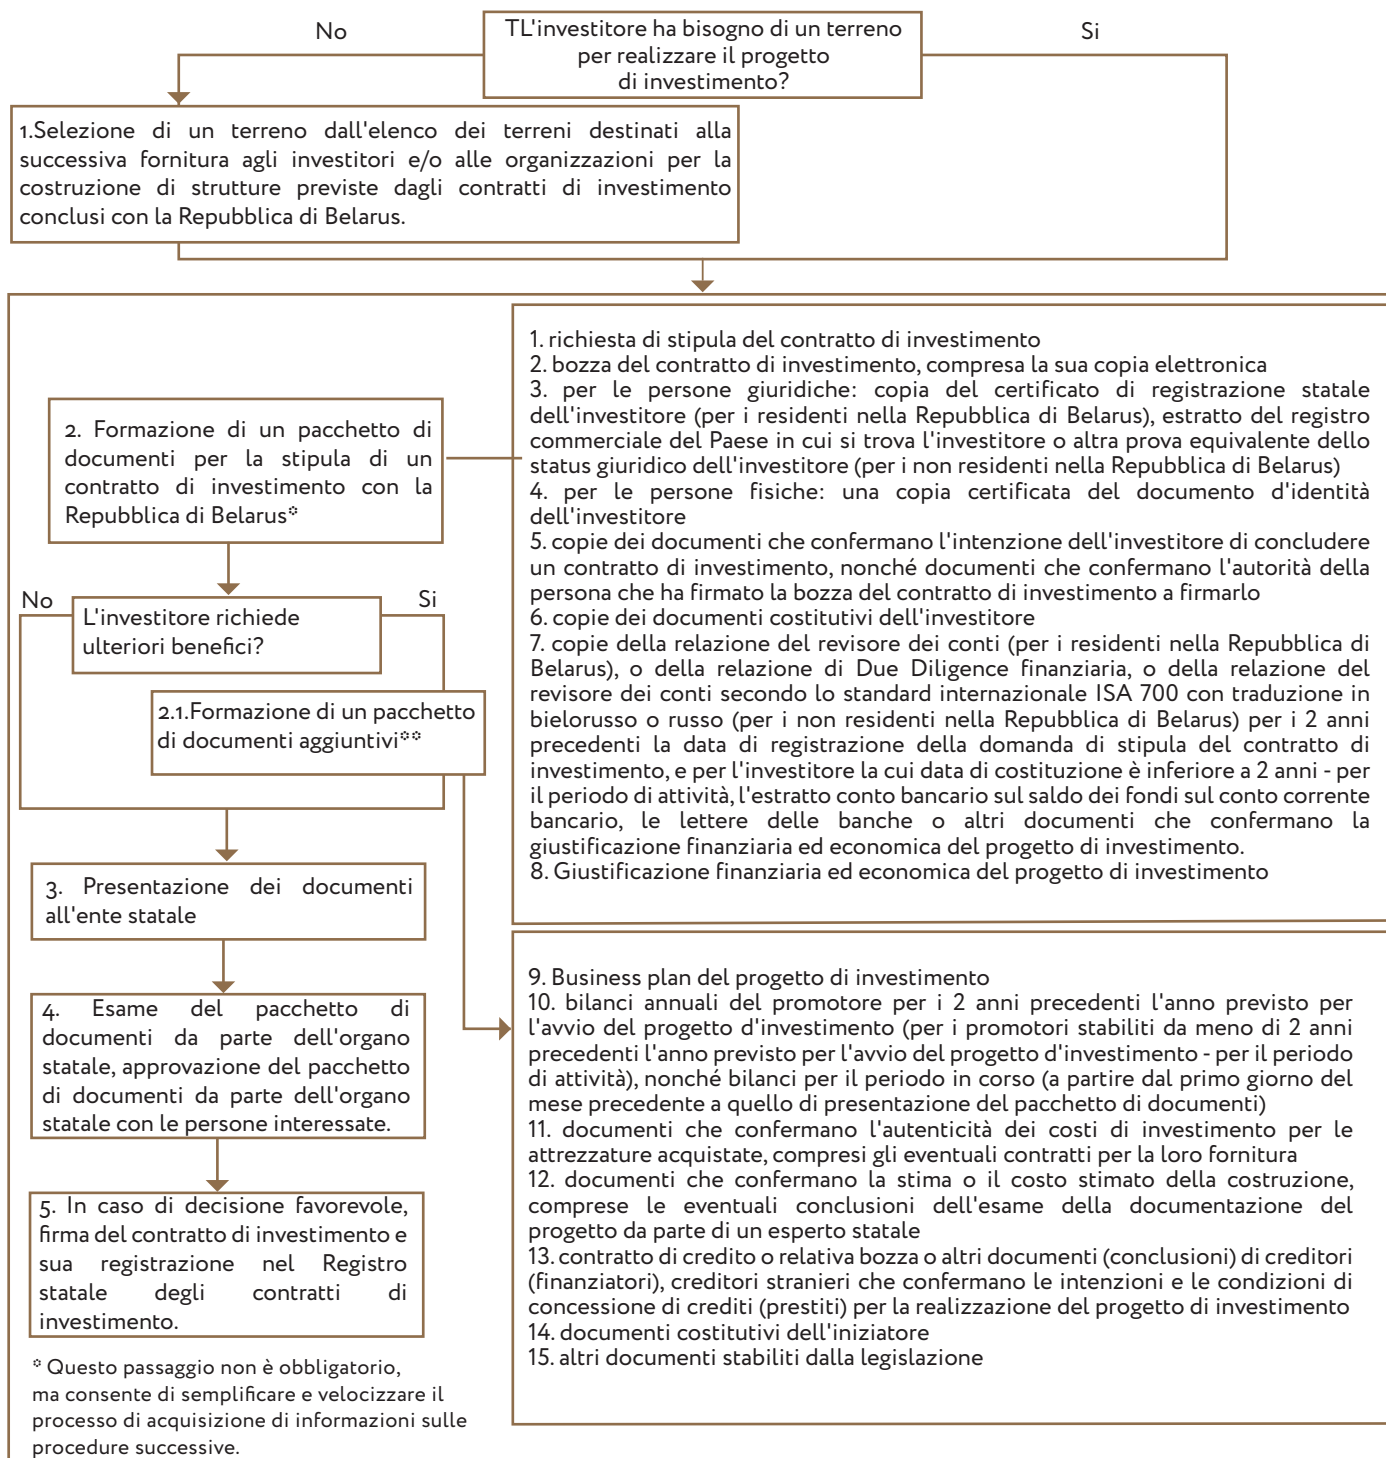 No
TL'investitore ha bisogno di un terreno
per realizzare il progetto
di investimento?
Si
1.Selezione di un terreno dall'elenco dei terreni destinati alla
successiva fornitura agli investitori e/o alle organizzazioni per la
costruzione di strutture previste dagli contratti di investimento
conclusi con la Repubblica di Belarus.
2. Formazione di un pacchetto di
documenti per la stipula di un
contratto di investimento con la
Repubblica di Belarus*
No
L'investitore richiede
ulteriori benefici?
Si
2.1.Formazione di un pacchetto
di documenti aggiuntivi**
3. Presentazione dei documenti
all'ente statale
4. Esame del pacchetto di
documenti da parte dell'organo
statale, approvazione del pacchetto
di documenti da parte dell'organo
statale con le persone interessate.
5. In caso di decisione favorevole,
firma del contratto di investimento e
sua registrazione nel Registro
statale degli contratti di
investimento.
* Questo passaggio non è obbligatorio,
ma consente di semplificare e velocizzare il
processo di acquisizione di informazioni sulle
procedure successive.
1. richiesta di stipula del contratto di investimento
2. bozza del contratto di investimento, compresa la sua copia elettronica
3. per le persone giuridiche: copia del certificato di registrazione statale
dell'investitore (per i residenti nella Repubblica di Belarus), estratto del registro
commerciale del Paese in cui si trova l'investitore o altra prova equivalente dello
status giuridico dell'investitore (per i non residenti nella Repubblica di Belarus)
4. per le persone fisiche: una copia certificata del documento d'identità
dell'investitore
5. copie dei documenti che confermano l'intenzione dell'investitore di concludere
un contratto di investimento, nonché documenti che confermano l'autorità della
persona che ha firmato la bozza del contratto di investimento a firmarlo
6. copie dei documenti costitutivi dell'investitore
7. copie della relazione del revisore dei conti (per i residenti nella Repubblica di
Belarus), o della relazione di Due Diligence finanziaria, o della relazione del
revisore dei conti secondo lo standard internazionale ISA 700 con traduzione in
bielorusso o russo (per i non residenti nella Repubblica di Belarus) per i 2 anni
precedenti la data di registrazione della domanda di stipula del contratto di
investimento, e per l'investitore la cui data di costituzione è inferiore a 2 anni - per
il periodo di attività, l'estratto conto bancario sul saldo dei fondi sul conto corrente
bancario, le lettere delle banche o altri documenti che confermano la
giustificazione finanziaria ed economica del progetto di investimento.
8. Giustificazione finanziaria ed economica del progetto di investimento
9. Business plan del progetto di investimento
10. bilanci annuali del promotore per i 2 anni precedenti l'anno previsto per
l'avvio del progetto d'investimento (per i promotori stabiliti da meno di 2 anni
precedenti l'anno previsto per l'avvio del progetto d'investimento - per il periodo
di attività), nonché bilanci per il periodo in corso (a partire dal primo giorno del
mese precedente a quello di presentazione del pacchetto di documenti)
11. documenti che confermano l'autenticità dei costi di investimento per le
attrezzature acquistate, compresi gli eventuali contratti per la loro fornitura
12. documenti che confermano la stima o il costo stimato della costruzione,
comprese le eventuali conclusioni dell'esame della documentazione del
progetto da parte di un esperto statale
13. contratto di credito o relativa bozza o altri documenti (conclusioni) di creditori
(finanziatori), creditori stranieri che confermano le intenzioni e le condizioni di
concessione di crediti (prestiti) per la realizzazione del progetto di investimento
14. documenti costitutivi dell'iniziatore
15. altri documenti stabiliti dalla legislazione